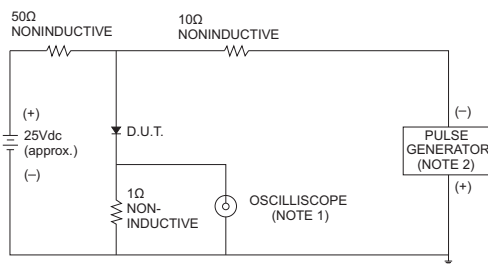 50Ω
NONINDUCTIVE
10Ω
NONINDUCTIVE
(+)
25Vdc
(approx.)
(–)
D.U.T.
1Ω
NON-
INDUCTIVE
OSCILLISCOPE
(NOTE 1)
(–)
PULSE
GENERATOR
(NOTE 2)
(+)